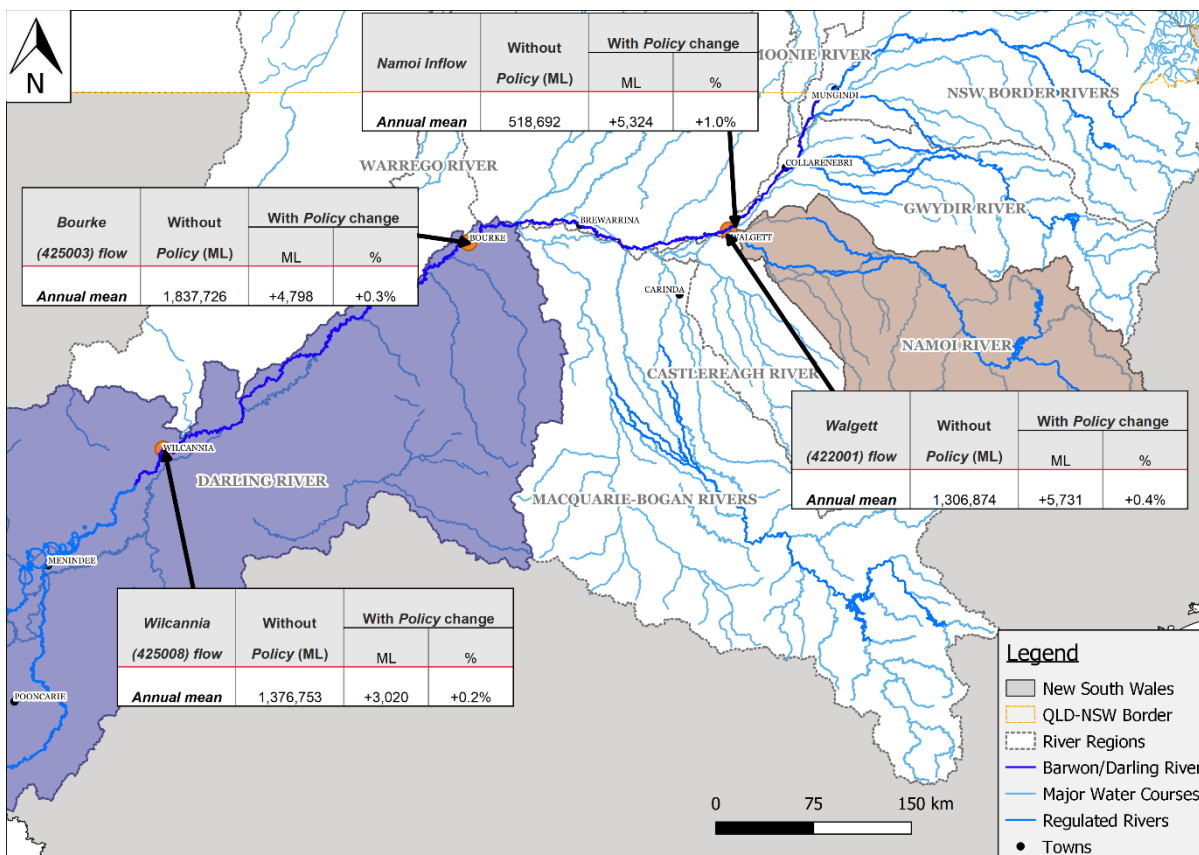 N
Namoi Inflow
Without
Policy (ML)
With Policy change
ML
%
Annual mean
518,692
+5,324
+1.0%
MOONIE RIVER
MUNGINDI
NSW BORDER RIVERS
WARREGO RIVER
COLLARENEBRI
GWYDIR RIVER
Bourke
(425003) flow
Without
Policy (ML)
With Policy change
ML
%
Annual mean
1,837,726
+4,798
+0.3%
BOURKE
BREWARRINA
WALGETT
CARINDA
NAMOI RIVER
CASTLEREAGH RIVER
Walgett
(422001) flow
Without
Policy (ML)
With Policy change
ML
%
Annual mean
1,306,874
+5,731
+0.4%
WILCANNIA
DARLING RIVER
MACQUARIE-BOGAN RIVERS
MENINDEE
Wilcannia
(425008) flow
Without
Policy (ML)
With Policy change
ML
%
Annual mean
1,376,753
+3,020
+0.2%
POONCARIE
0
75
150 km
Legend
New South Wales
QLD-NSW Border
River Regions
Barwon/Darling River
Major Water Courses
Regulated Rivers
Towns